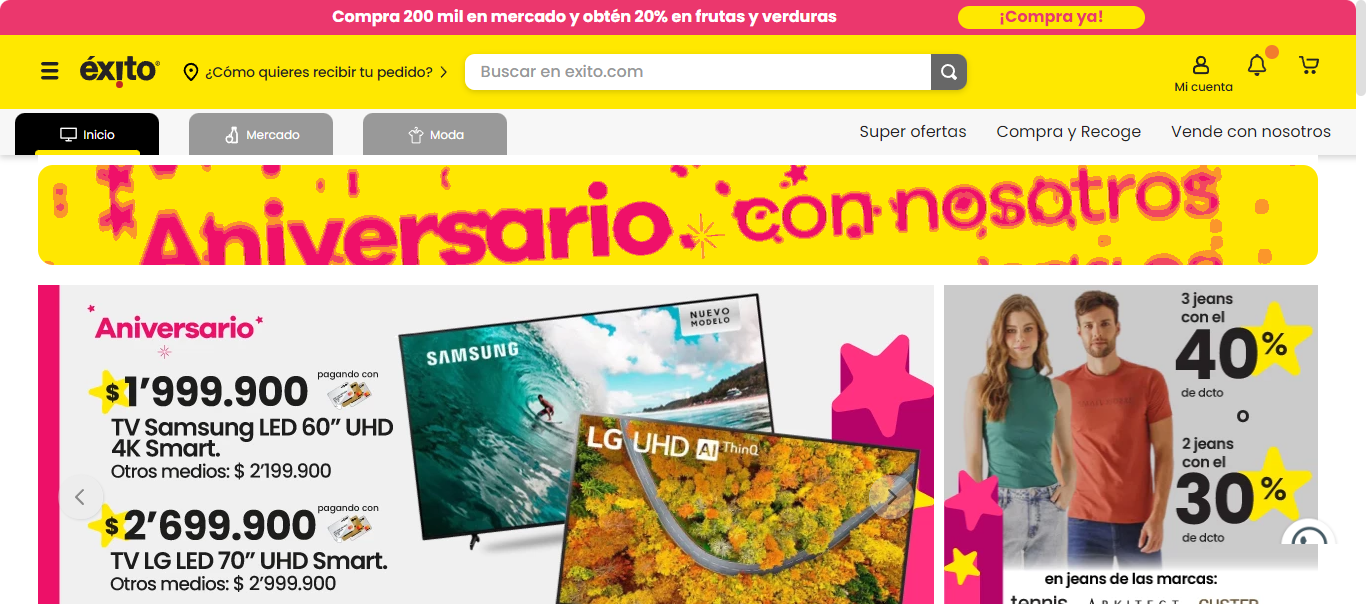 Compra 200 mil en mercado y obtén 20% en frutas y verduras
¡Compra ya!
éxito
¿Cómo quieres recibir tu pedido?
Buscar en exito.com
Mi cuenta
Inicio
Mercado
Moda
Super ofertas
Compra y Recoge
Vende con nosotros
Aniversario con nosotros
Aniversario
$1’999.900
pagando con
TV Samsung LED 60” UHD
4K Smart.
Otros medios: $ 2’199.900
$2’699.900
pagando con
TV LG LED 70” UHD Smart.
Otros medios: $ 2’999.900
SAMSUNG
NUEVO
MODELO
LG UHD AI ThinQ
3 jeans
con el
40%
de dcto
o
2 jeans
con el
30%
de dcto
en jeans de las marcas:
tennis ARKITECT CUSTER